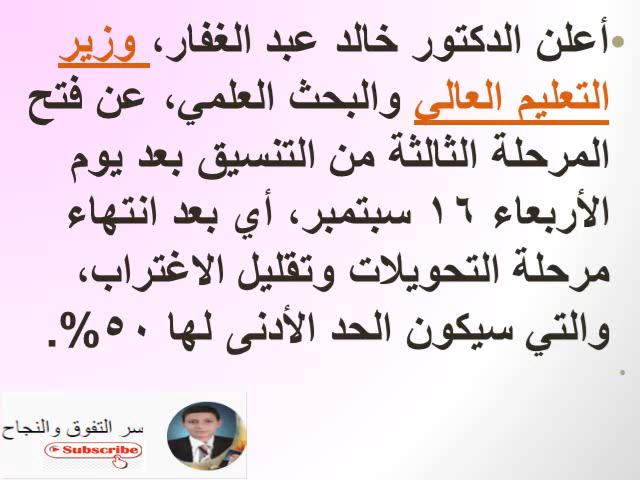 أعلن الدكتور خالد عبد الغفار، وزير
التعليم العالي والبحث العلمي، عن فتح
المرحلة الثالثة من التنسيق بعد يوم
الأربعاء ١٦ سبتمبر، أي بعد انتهاء
مرحلة التحويلات وتقليل الاغتراب،
والتي سيكون الحد الأدنى لها ٥٠%.
سر التفوق والنجاح
Subscribe